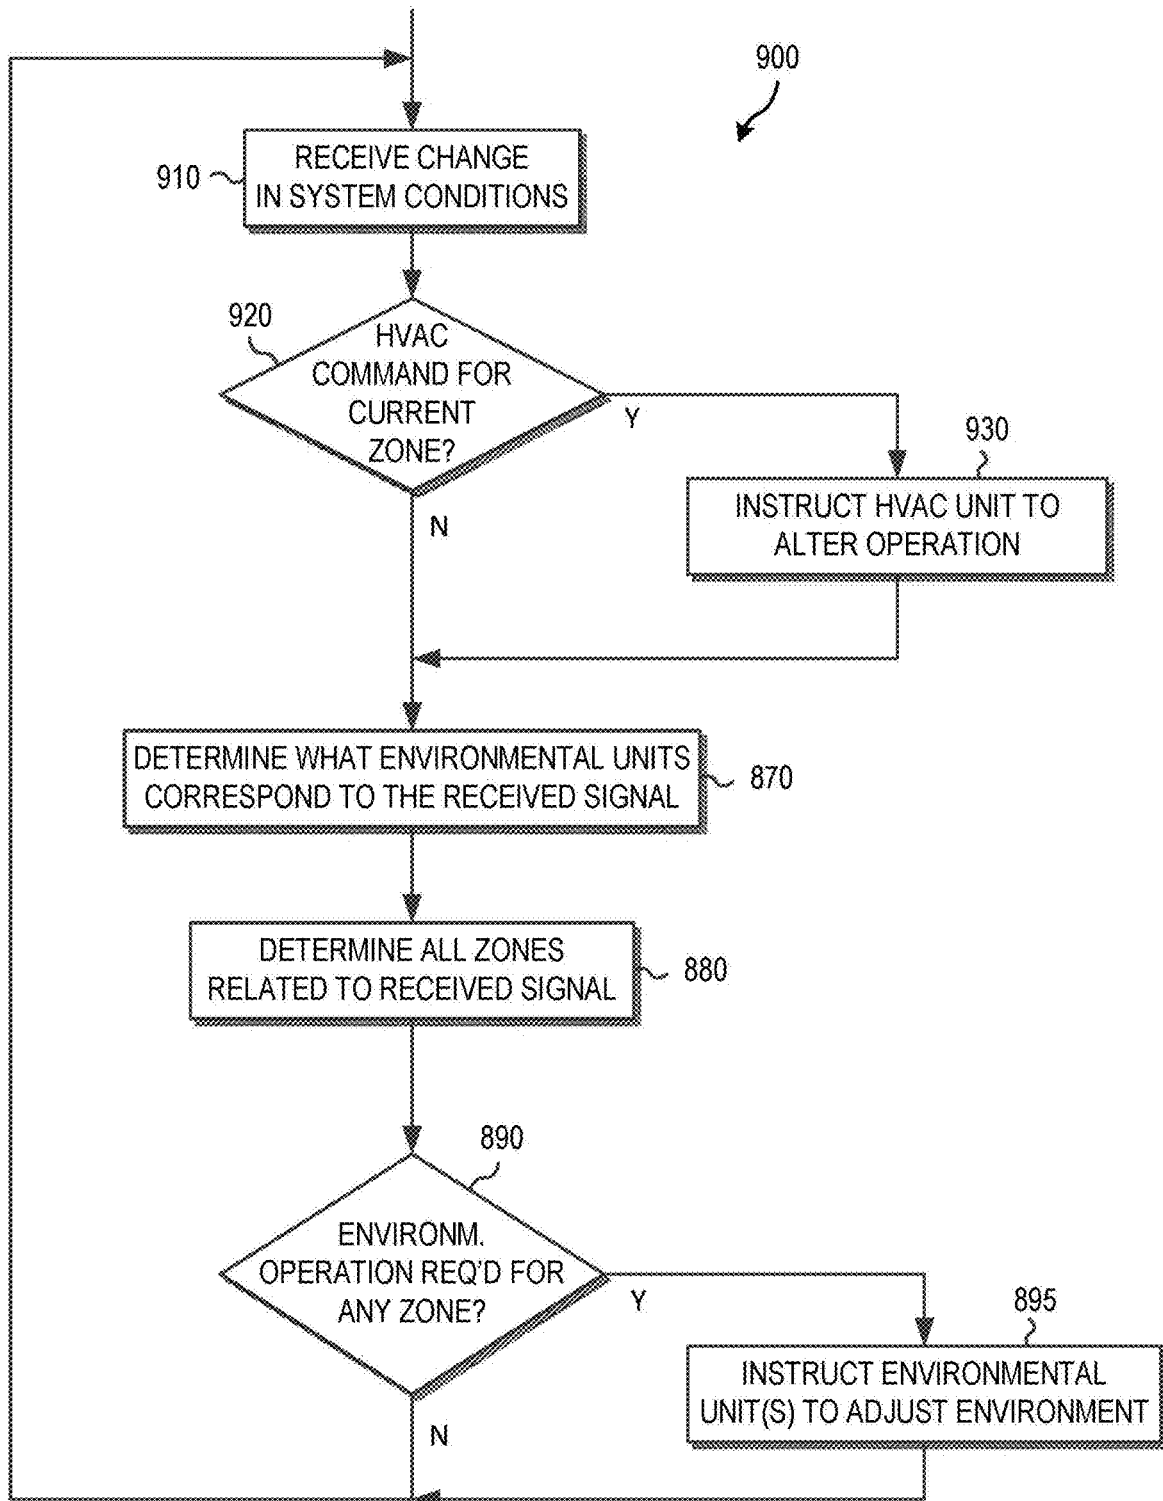 900
910
RECEIVE CHANGE
IN SYSTEM CONDITIONS
920
HVAC
COMMAND FOR
CURRENT
ZONE?
Y
930
INSTRUCT HVAC UNIT TO
ALTER OPERATION
N
DETERMINE WHAT ENVIRONMENTAL UNITS
CORRESPOND TO THE RECEIVED SIGNAL
870
DETERMINE ALL ZONES
RELATED TO RECEIVED SIGNAL
880
890
ENVIRONM.
OPERATION REQ'D FOR
ANY ZONE?
Y
895
INSTRUCT ENVIRONMENTAL
UNIT(S) TO ADJUST ENVIRONMENT
N